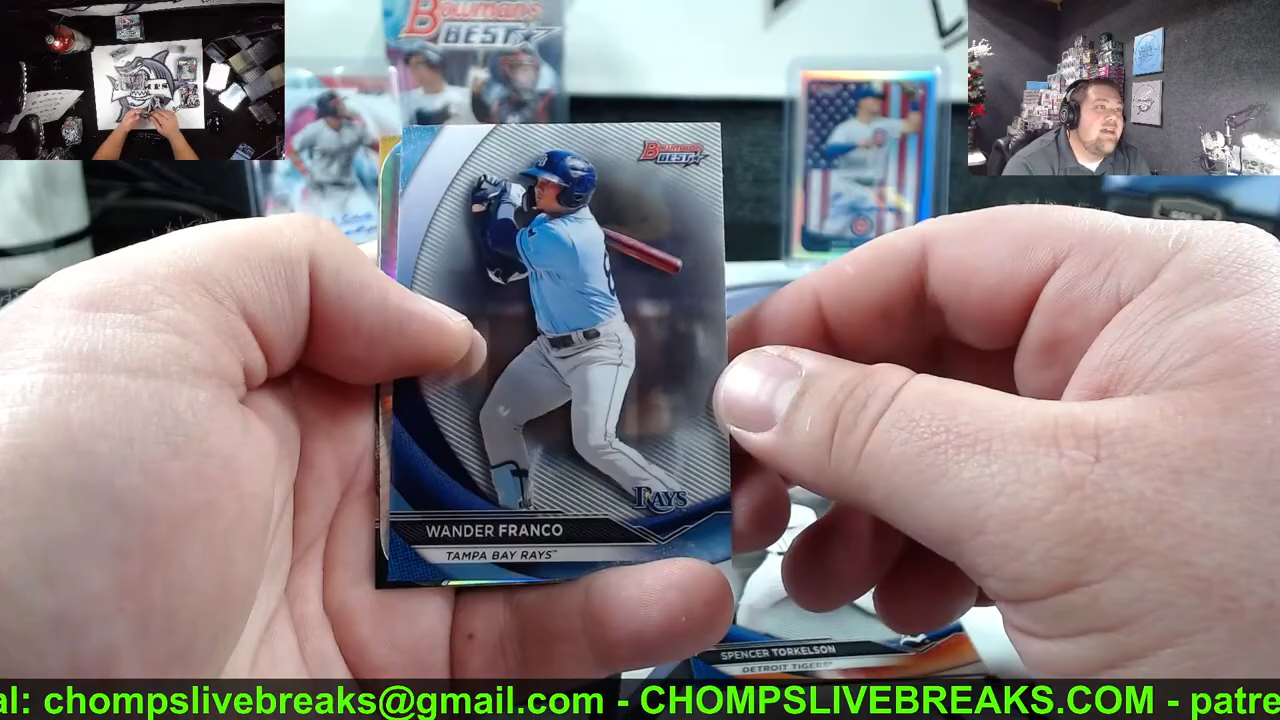 BOWMAN'S
BEST
BOWMAN'S
BEST
RAYS
WANDER FRANCO
TAMPA BAY RAYS™
SPENCER TORKELSON
DETROIT TIGERS®
al: chompslivebreaks@gmail.com - CHOMPSLIVEBREAKS.COM - patre